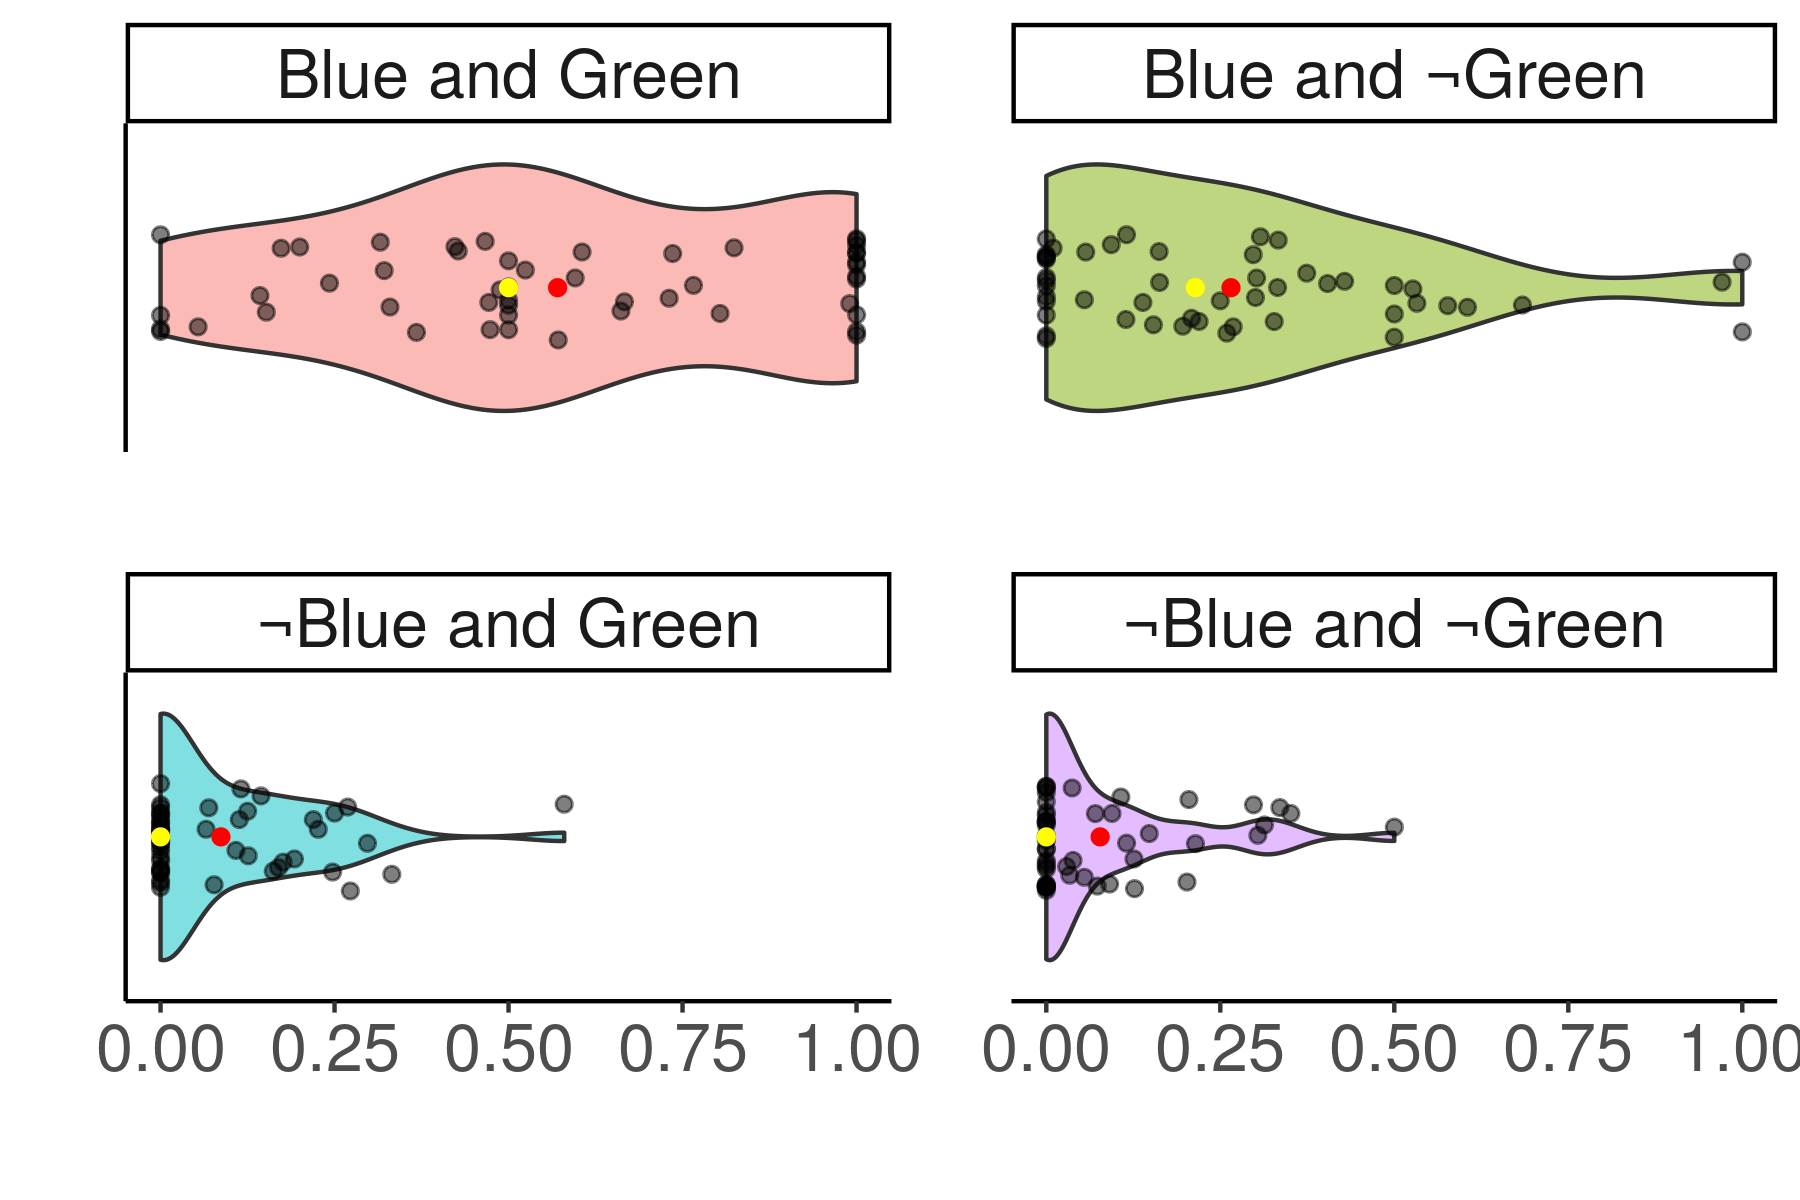 Blue and Green
Blue and ¬Green
¬Blue and Green
¬Blue and ¬Green
0.00 0.25 0.50 0.75 1.00
0.00 0.25 0.50 0.75 1.00